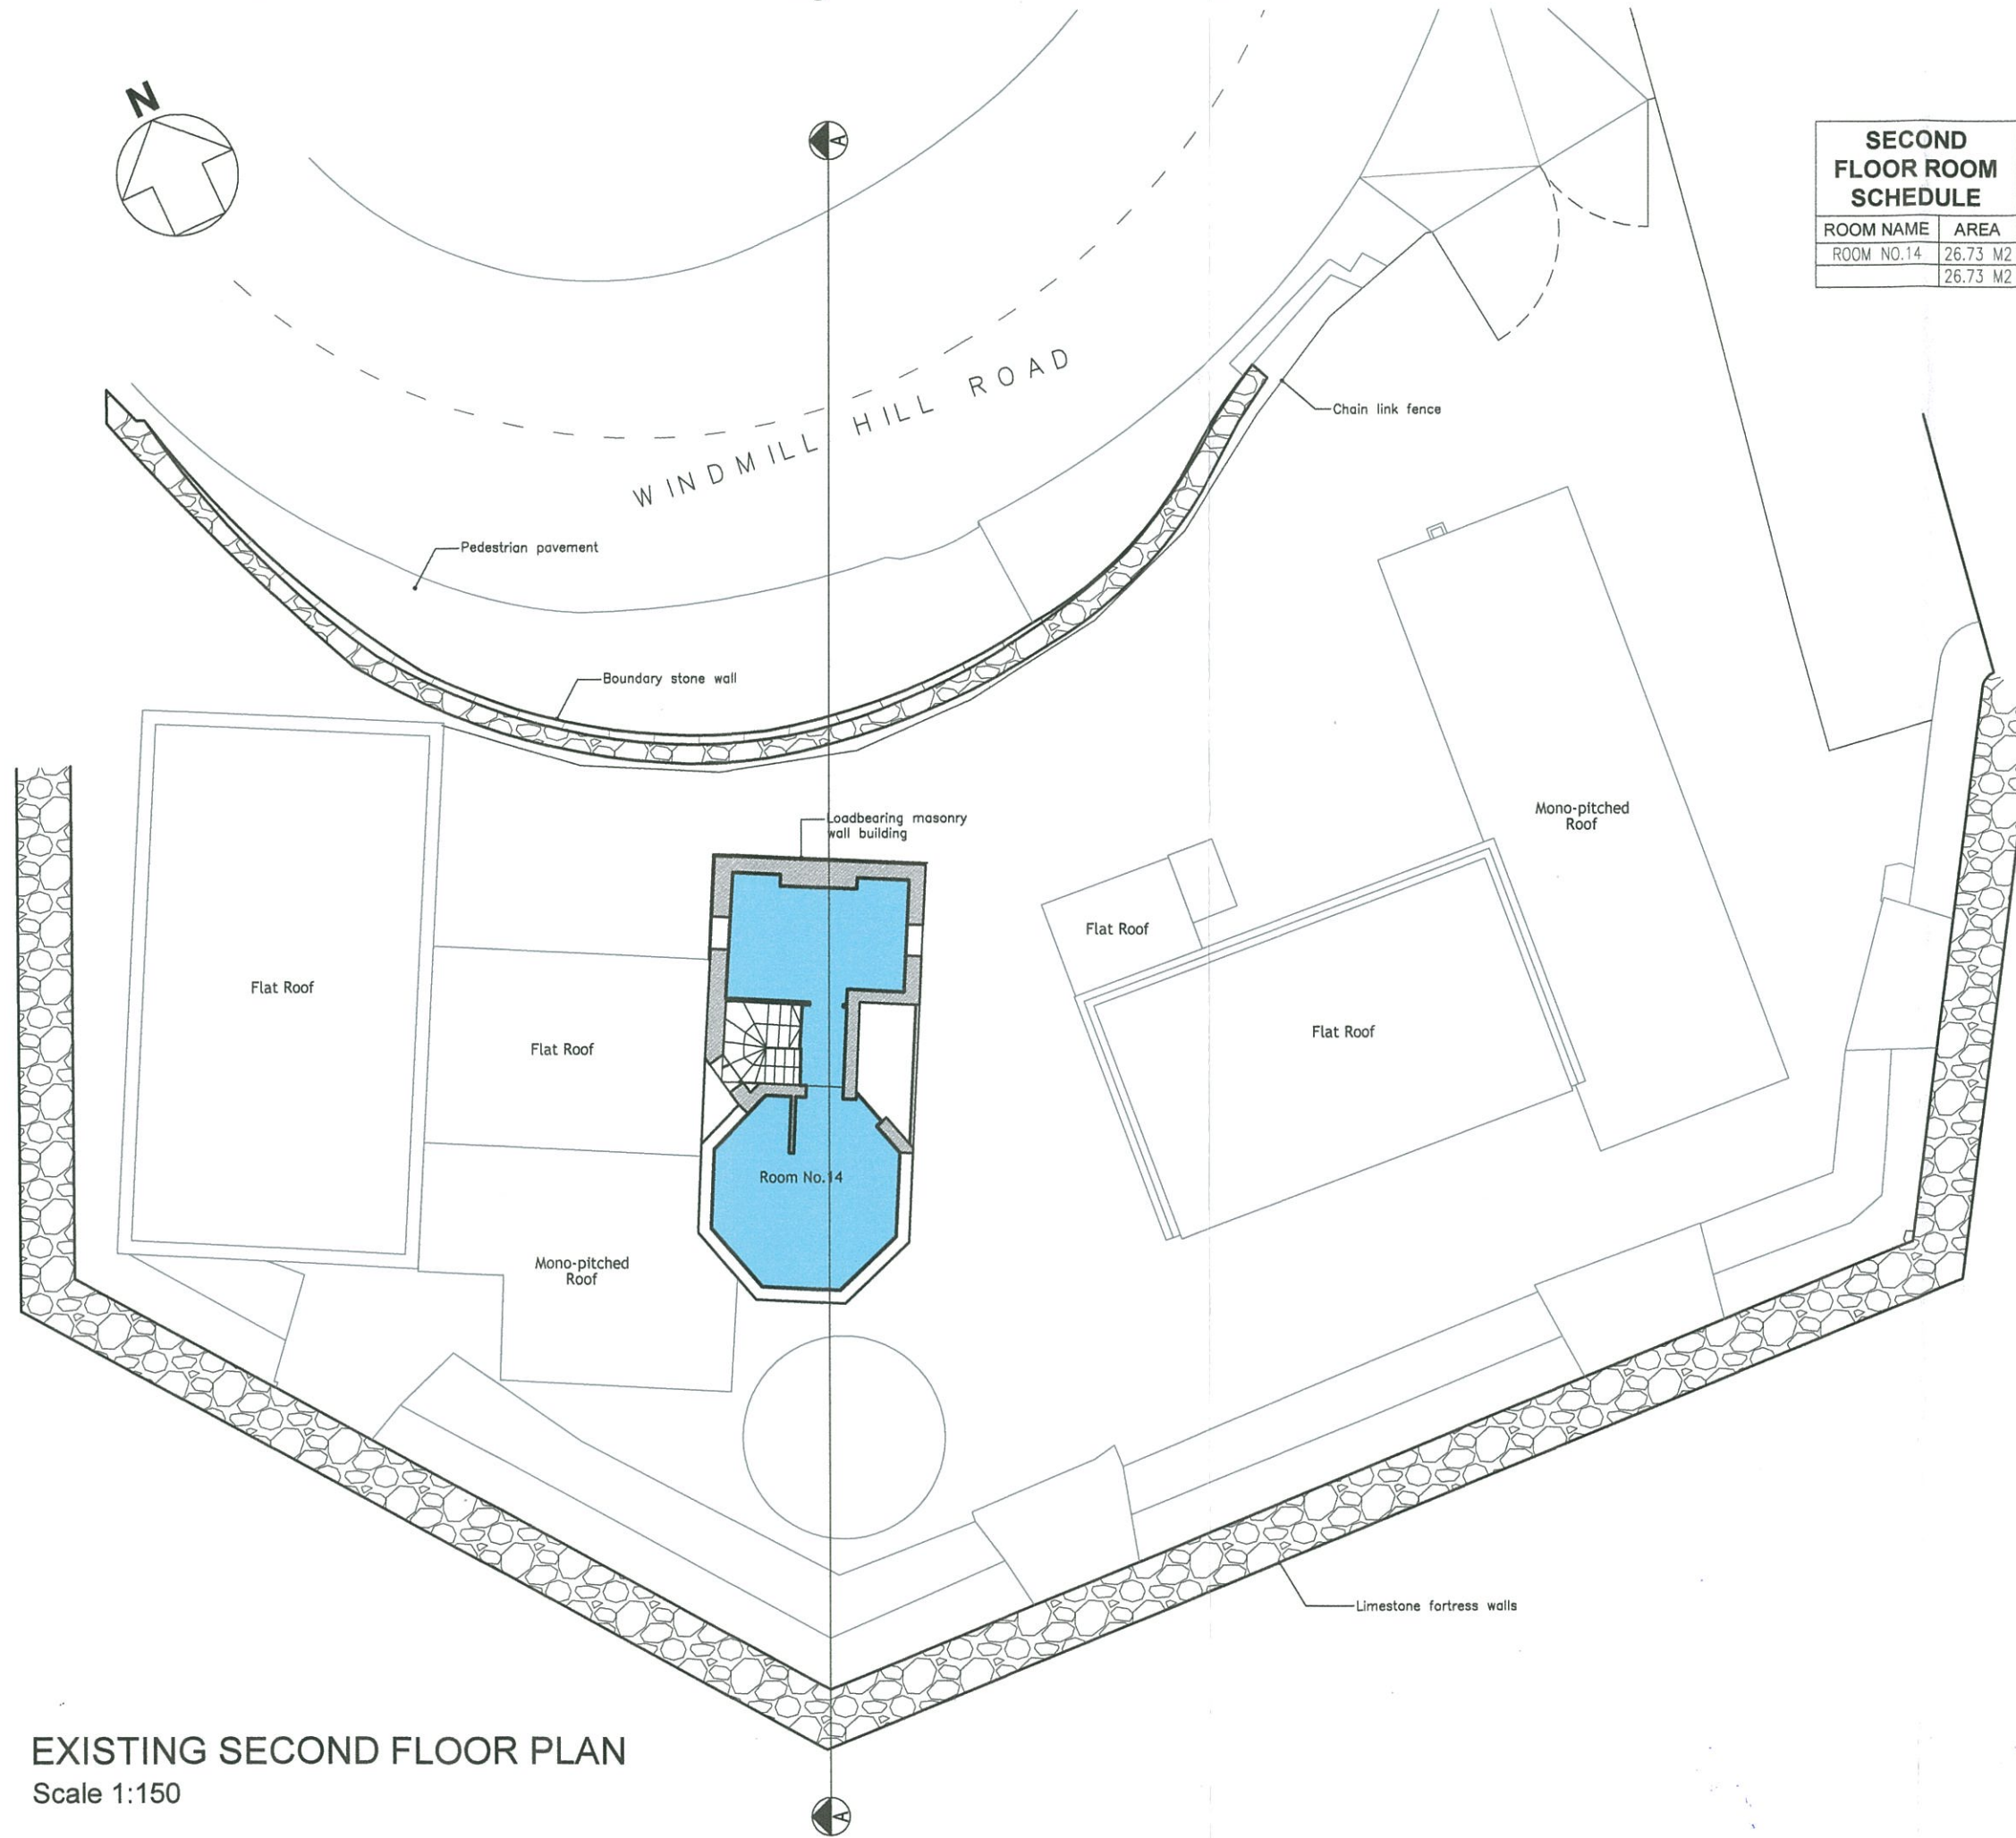 N
A
SECOND
FLOOR ROOM
SCHEDULE
ROOM NAME AREA
ROOM NO.14 26.73 M2
26.73 M2
WINDMILL HILL ROAD
Chain link fence
Pedestrian pavement
Boundary stone wall
Loadbearing masonry
wall building
Mono-pitched
Roof
Flat Roof
Flat Roof
Flat Roof
Flat Roof
Room No.14
Mono-pitched
Roof
Limestone fortress walls
EXISTING SECOND FLOOR PLAN
Scale 1:150
A